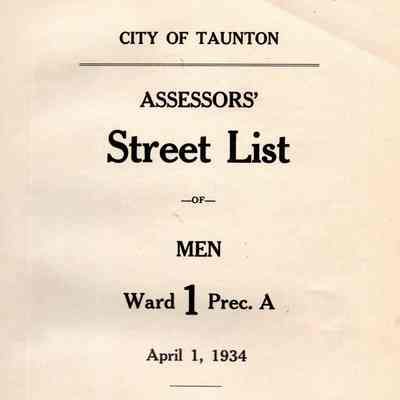 CITY OF TAUNTON
ASSESSORS'
Street List
—OF—
MEN
Ward 1 Prec. A
April 1, 1934